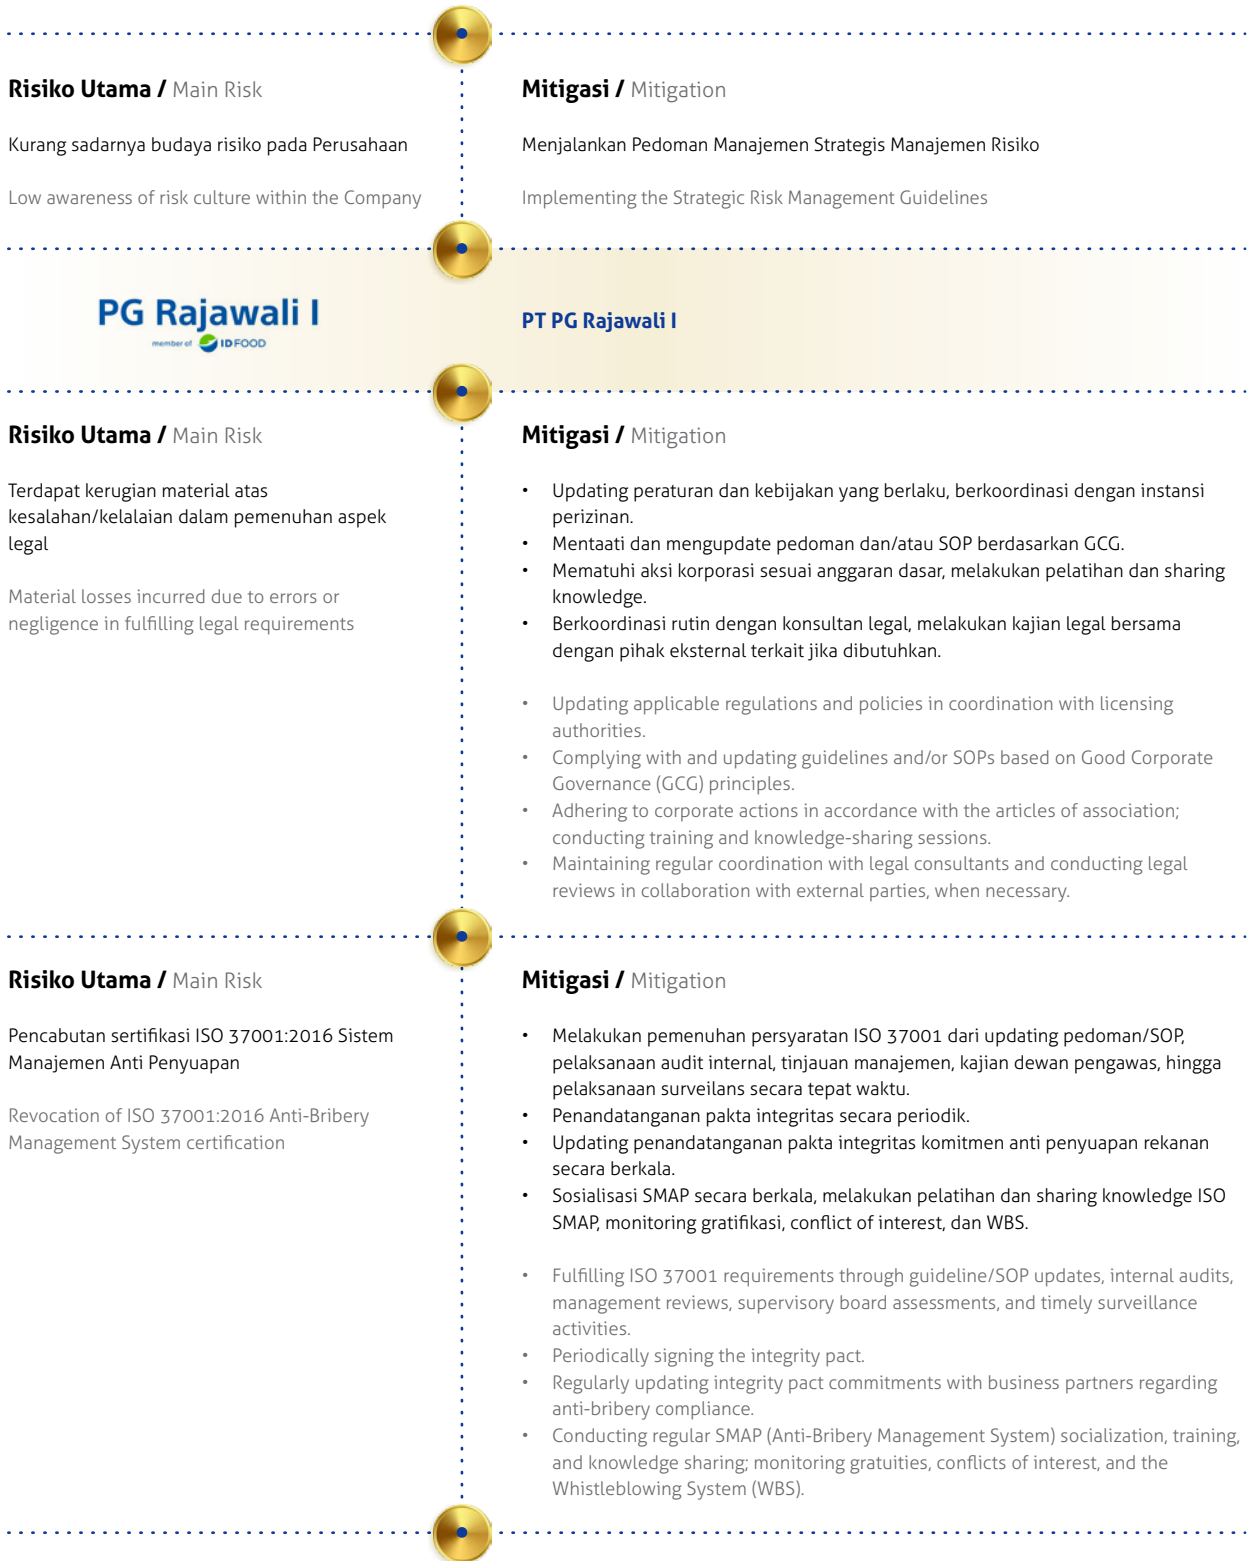 Risiko Utama / Main Risk
Kurang sadarnya budaya risiko pada Perusahaan
Low awareness of risk culture within the Company
Mitigasi / Mitigation
Menjalankan Pedoman Manajemen Strategis Manajemen Risiko
Implementing the Strategic Risk Management Guidelines
PG Rajawali I
member of ID FOOD
PT PG Rajawali I
Risiko Utama / Main Risk
Terdapat kerugian material atas
kesalahan/kelalaian dalam pemenuhan aspek
legal
Material losses incurred due to errors or
negligence in fulfilling legal requirements
Mitigasi / Mitigation
• Updating peraturan dan kebijakan yang berlaku, berkoordinasi dengan instansi
perizinan.
• Mentaati dan mengupdate pedoman dan/atau SOP berdasarkan GCG.
• Mematuhi aksi korporasi sesuai anggaran dasar, melakukan pelatihan dan sharing
knowledge.
• Berkoordinasi rutin dengan konsultan legal, melakukan kajian legal bersama
dengan pihak eksternal terkait jika dibutuhkan.
• Updating applicable regulations and policies in coordination with licensing
authorities.
• Complying with and updating guidelines and/or SOPs based on Good Corporate
Governance (GCG) principles.
• Adhering to corporate actions in accordance with the articles of association;
conducting training and knowledge-sharing sessions.
• Maintaining regular coordination with legal consultants and conducting legal
reviews in collaboration with external parties, when necessary.
Risiko Utama / Main Risk
Pencabutan sertifikasi ISO 37001:2016 Sistem
Manajemen Anti Penyuapan
Revocation of ISO 37001:2016 Anti-Bribery
Management System certification
Mitigasi / Mitigation
• Melakukan pemenuhan persyaratan ISO 37001 dari updating pedoman/SOP,
pelaksanaan audit internal, tinjauan manajemen, kajian dewan pengawas, hingga
pelaksanaan surveilans secara tepat waktu.
• Penandatanganan pakta integritas secara periodik.
• Updating penandatanganan pakta integritas komitmen anti penyuapan rekanan
secara berkala.
• Sosialisasi SMAP secara berkala, melakukan pelatihan dan sharing knowledge ISO
SMAP, monitoring gratifikasi, conflict of interest, dan WBS.
• Fulfilling ISO 37001 requirements through guideline/SOP updates, internal audits,
management reviews, supervisory board assessments, and timely surveillance
activities.
• Periodically signing the integrity pact.
• Regularly updating integrity pact commitments with business partners regarding
anti-bribery compliance.
• Conducting regular SMAP (Anti-Bribery Management System) socialization, training,
and knowledge sharing; monitoring gratuities, conflicts of interest, and the
Whistleblowing System (WBS).